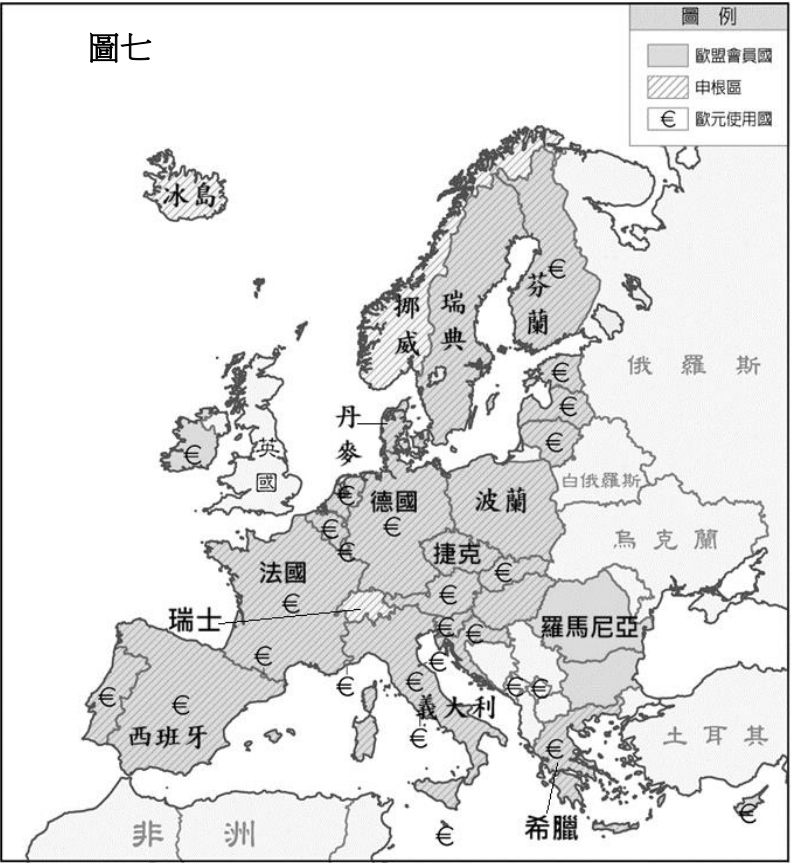 圖七
圖 例
歐盟會員國
申根區
€ 歐元使用國
冰島
挪威
瑞典
芬蘭
€
俄羅斯
€
€
€
丹麥
英國
€
白俄羅斯
德國
€
波蘭
€
€
€
烏克蘭
捷克
€
法國
€
€
瑞士
羅馬尼亞
€
€
€
€
€
€
€
€
€
€
西班牙
義大利
€
€
土耳其
希臘
€
€
非洲